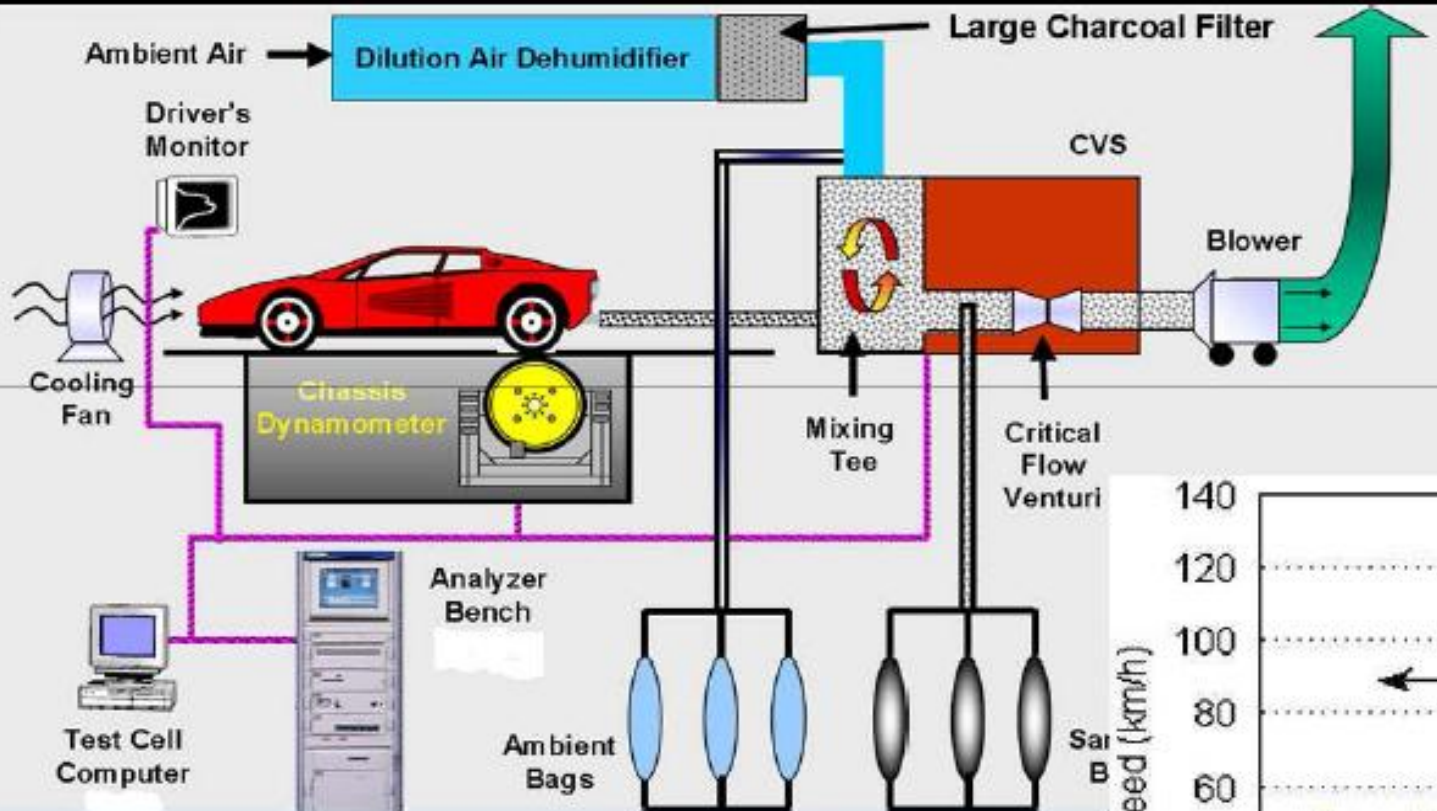 Large Charcoal Filter
Ambient Air
Dilution Air Dehumidifier
Driver's
Monitor
CVS
Blower
Cooling
Fan
Chassis
Dynamometer
Mixing
Tee
Critical
Flow
Venturi
Analyzer
Bench
Test Cell
Computer
Ambient
Bags
140
120
100
80
60
(km/h)